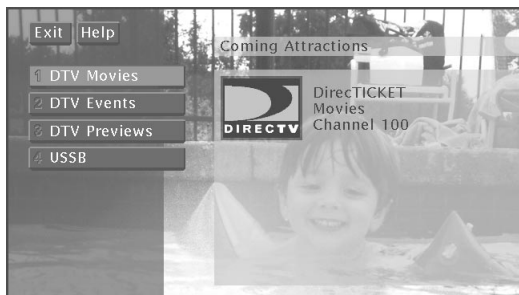 Exit Help
Coming Attractions
1 DTV Movies
2 DTV Events
3 DTV Previews
4 USSB
DIRECTV
DirecTICKET
Movies
Channel 100